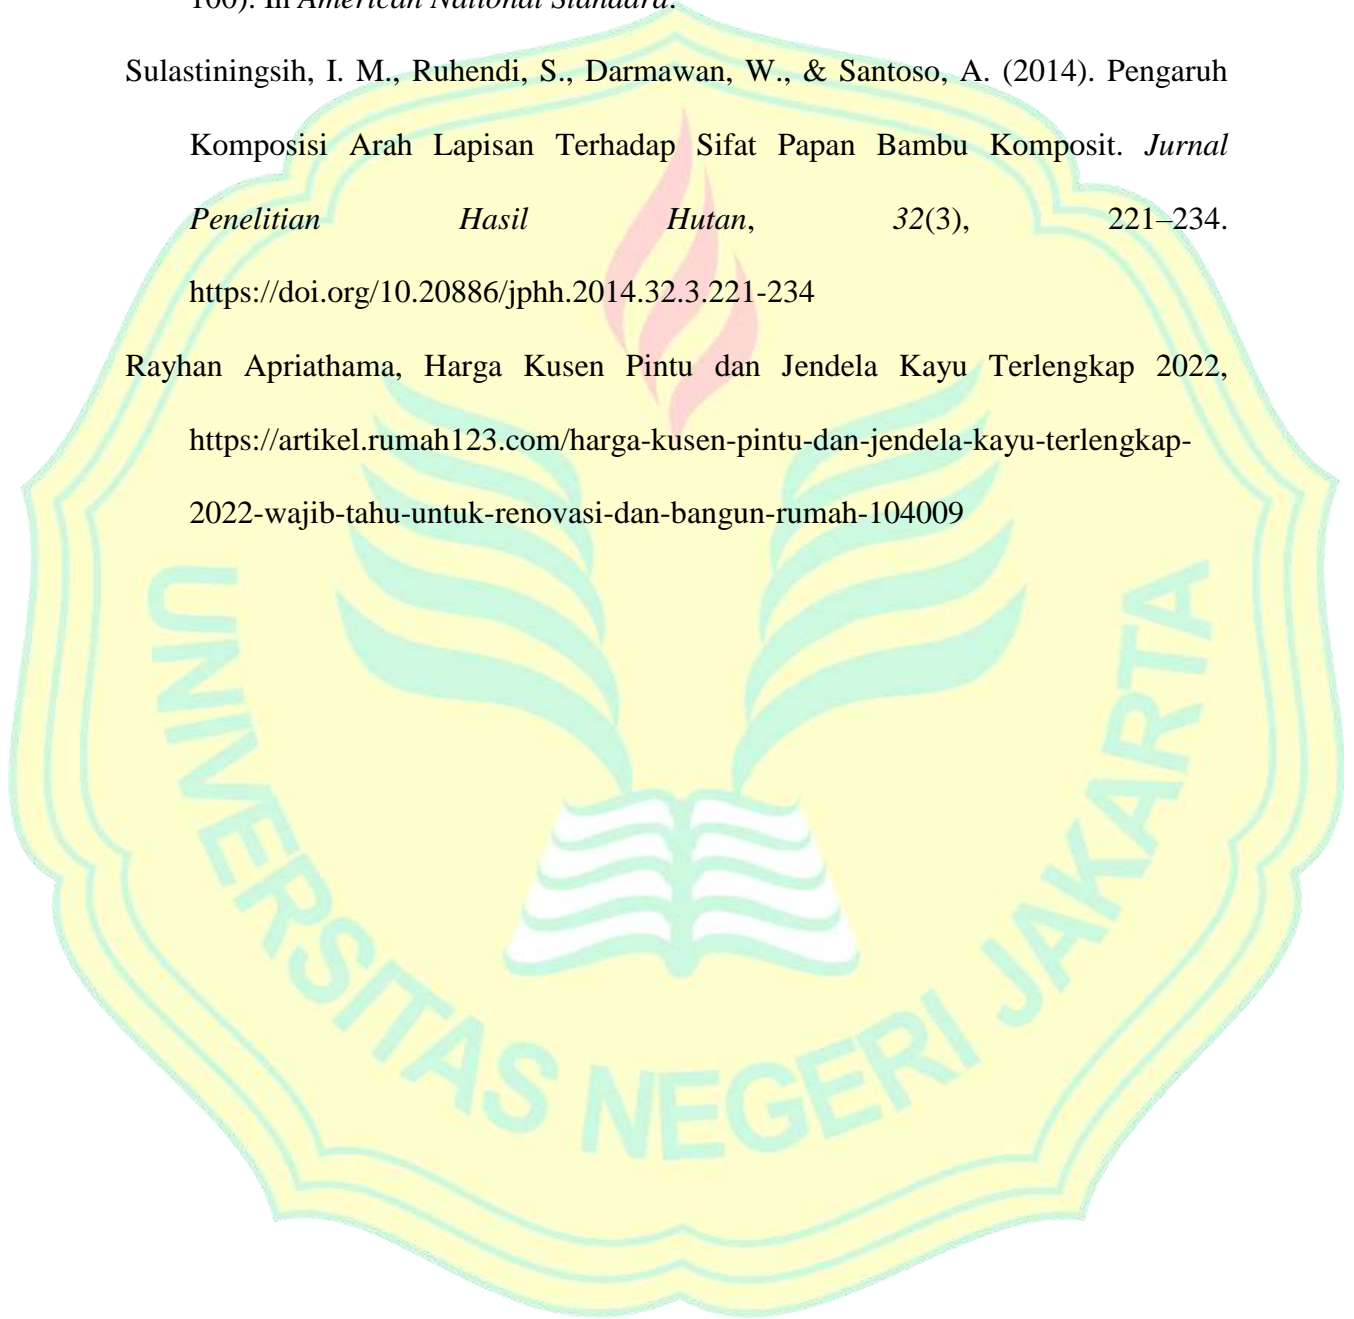 100). In American National Standard.
Sulastiningsih, I. M., Ruhendi, S., Darmawan, W., & Santoso, A. (2014). Pengaruh
Komposisi Arah Lapisan Terhadap Sifat Papan Bambu Komposit. Jurnal
Penelitian Hasil Hutan, 32(3), 221–234.
https://doi.org/10.20886/jphh.2014.32.3.221-234
Rayhan Apriathama, Harga Kusen Pintu dan Jendela Kayu Terlengkap 2022,
https://artikel.rumah123.com/harga-kusen-pintu-dan-jendela-kayu-terlengkap-
2022-wajib-tahu-untuk-renovasi-dan-bangun-rumah-104009
UNIVERSITAS NEGERI JAKARTA